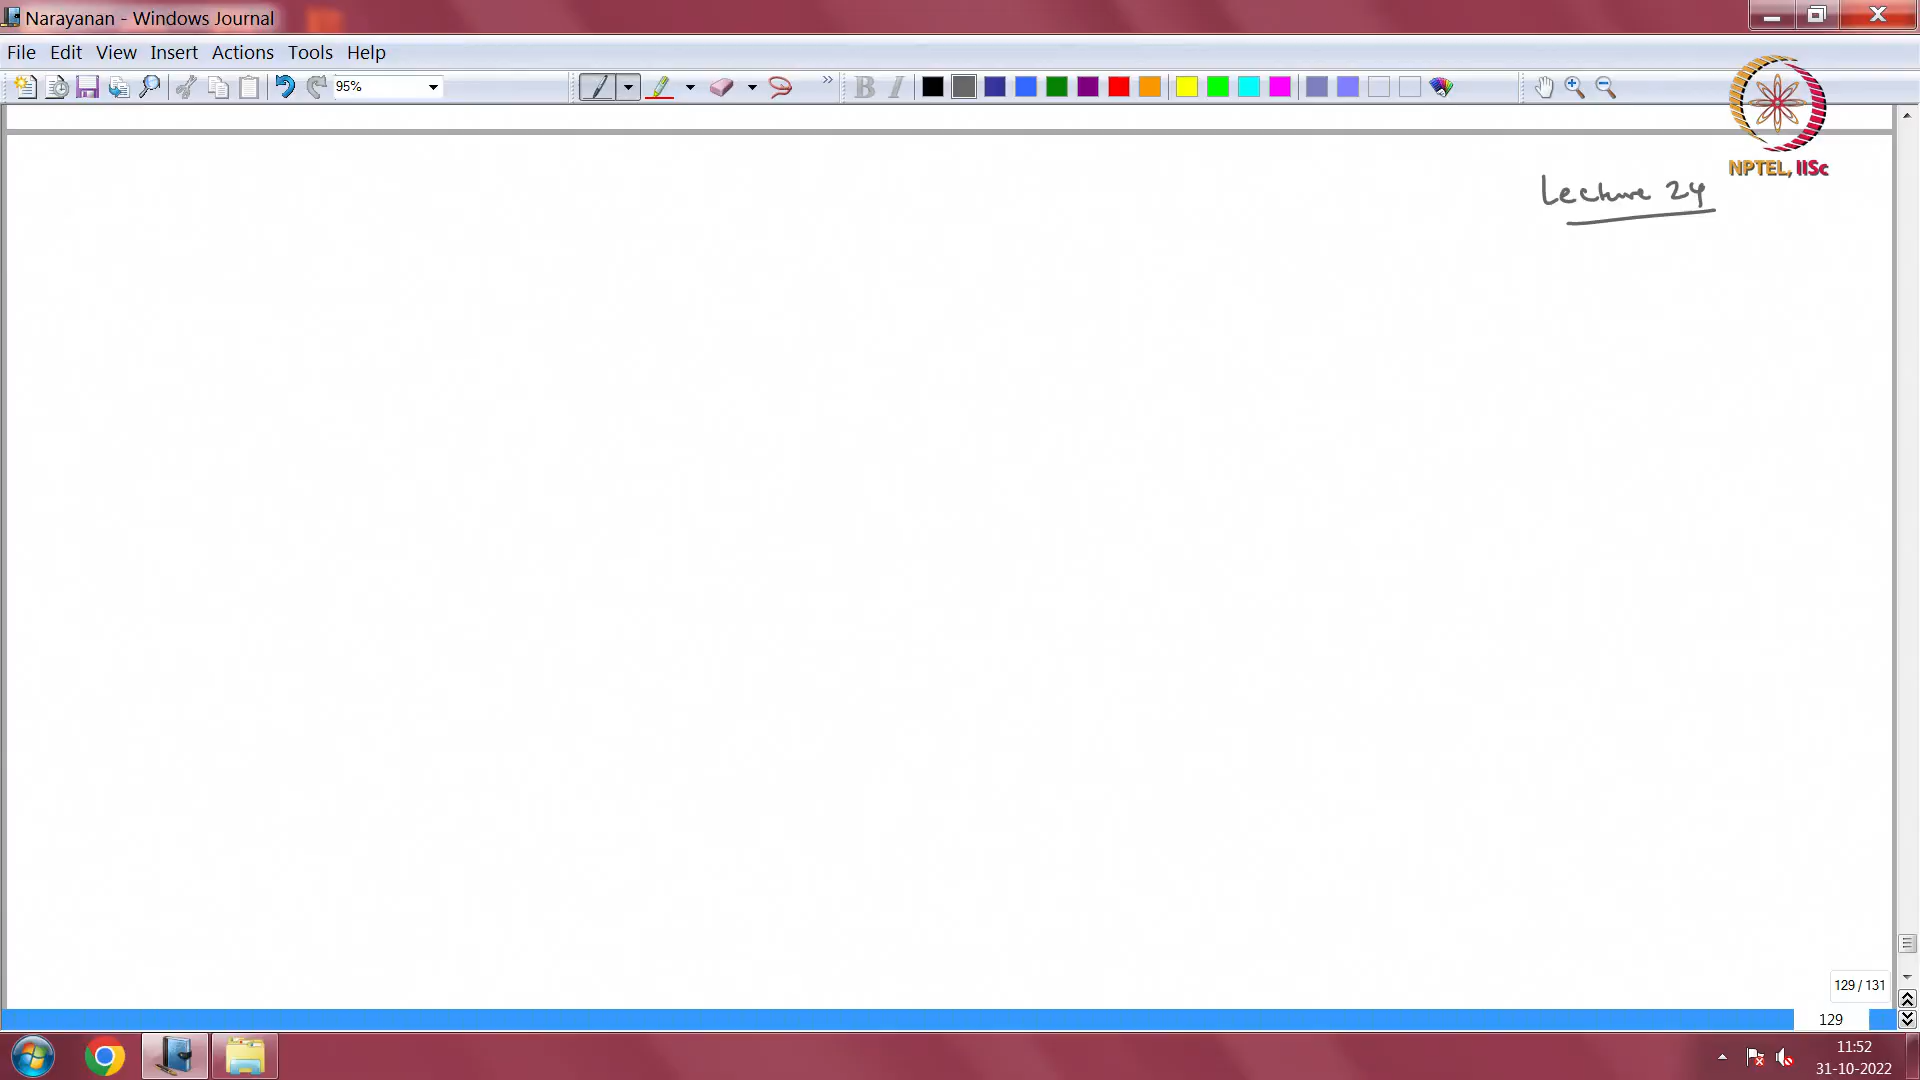 Narayanan - Windows Journal
File Edit View Insert Actions Tools Help
95%
B I
NPTEL, IISc
Lecture 24
129 / 131
129
11:52
31-10-2022